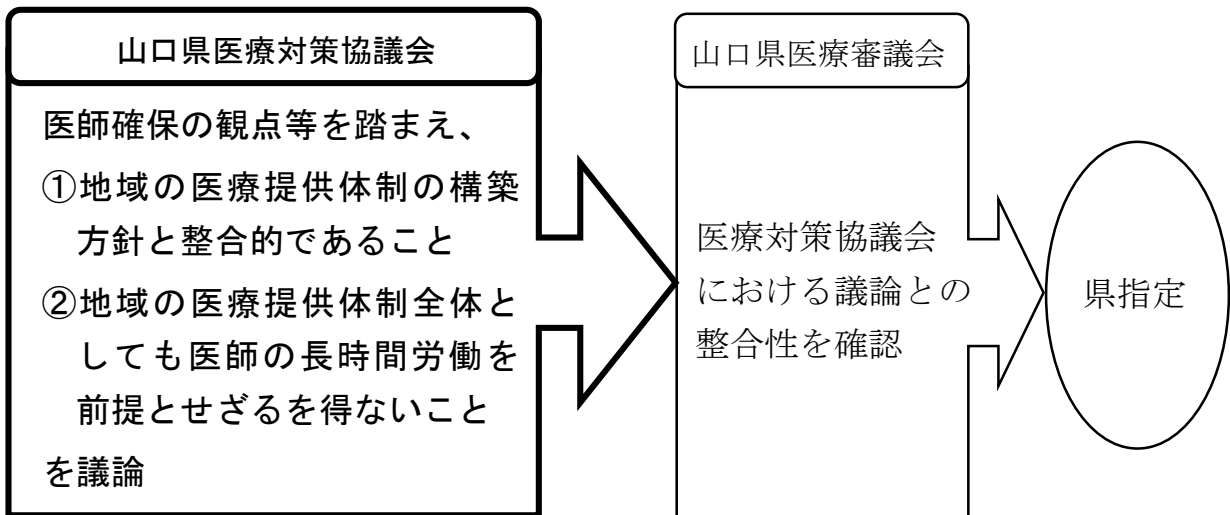 山口県医療対策協議会
医師確保の観点等を踏まえ、
①地域の医療提供体制の構築
方針と整合的であること
②地域の医療提供体制全体と
しても医師の長時間労働を
前提とせざるを得ないこと
を議論
山口県医療審議会
医療対策協議会
における議論との
整合性を確認
県指定